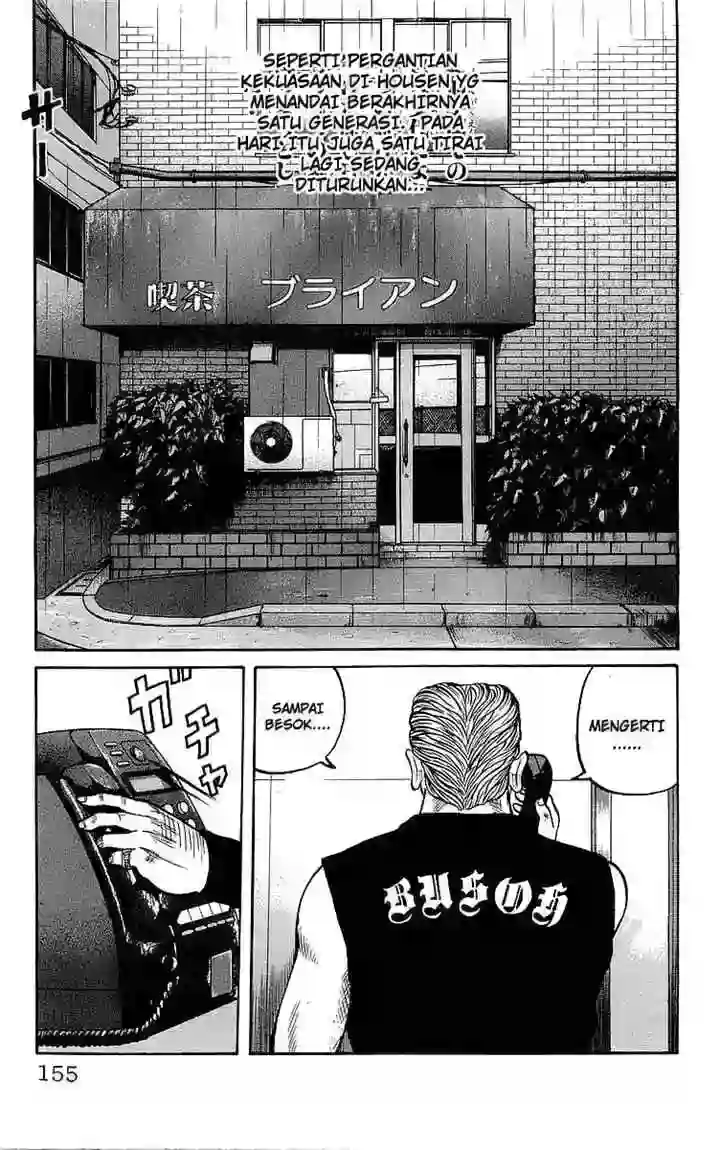 SEPERTI PERGANTIAN
KEKUASAAN DI HOUSEN YG
MENANDAI BERAKHIRNYA
SATU GENERASI. PADA
HARI ITU JUGA SATU TIRAI
LAGI SEDANG
DITURUNKAN...
の
ザー
喫茶 ブライアン
MENGERTI
......
SAMPAI
BESOK....
BUSOH
ガチャ
155